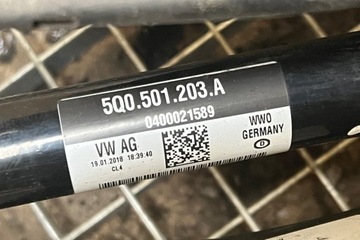 5Q0.501.203.A
0400021589
VW AG
19.01.2018 18:39:40
CL4
WWO
GERMANY
D